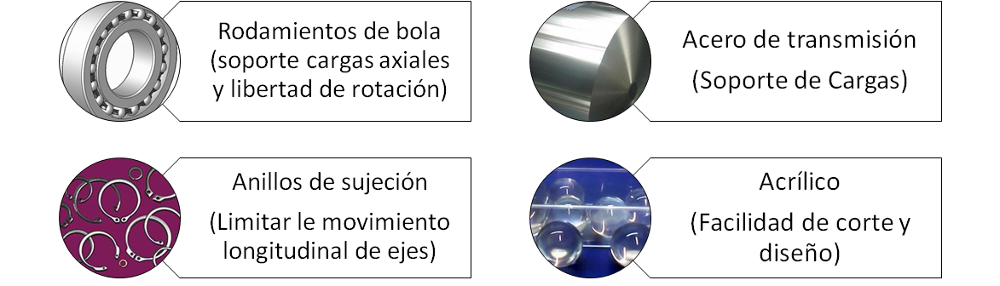 Rodamientos de bola
(soporte cargas axiales
y libertad de rotación)
Acero de transmisión
(Soporte de Cargas)
Anillos de sujeción
(Limitar le movimiento
longitudinal de ejes)
Acrílico
(Facilidad de corte y
diseño)